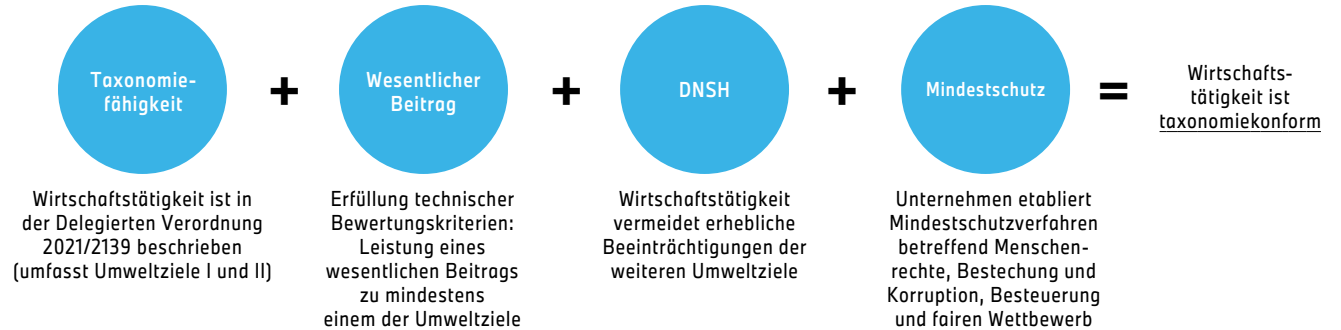 Taxonomie-
fähigkeit
+
Wesentlicher
Beitrag
+
DNSH
+
Mindestschutz
=
Wirtschafts-
tätigkeit ist
taxonomiekonform
Wirtschaftstätigkeit ist in
der Delegierten Verordnung
2021/2139 beschrieben
(umfasst Umweltziele I und II)
Erfüllung technischer
Bewertungskriterien:
Leistung eines
wesentlichen Beitrags
zu mindestens
einem der Umweltziele
Wirtschaftstätigkeit
vermeidet erhebliche
Beeinträchtigungen der
weiteren Umweltziele
Unternehmen etabliert
Mindestschutzverfahren
betreffend Menschen-
rechte, Bestechung und
Korruption, Besteuerung
und fairen Wettbewerb